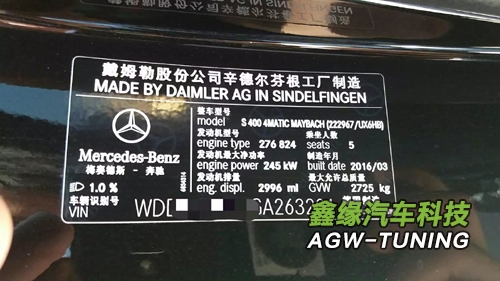 戴姆勒股份公司辛德尔芬根工厂制造
MADE BY DAIMLER AG IN SINDELFINGEN
整车型号
model S 400 4MATIC MAYBACH (222967/UX6HB)
发动机型号 乘坐人数
engine type 276 824 seats 5
发动机最大净功率 制造年月
engine power 245 kW built date 2016/03
发动机排量 最大允许总质量
eng. displ. 2996 ml GVW 2725 kg
Mercedes-Benz
梅赛德斯-奔驰
1.0 %
车辆识别号
VIN WDD GA2632
鑫缘汽车科技
AGW-TUNING